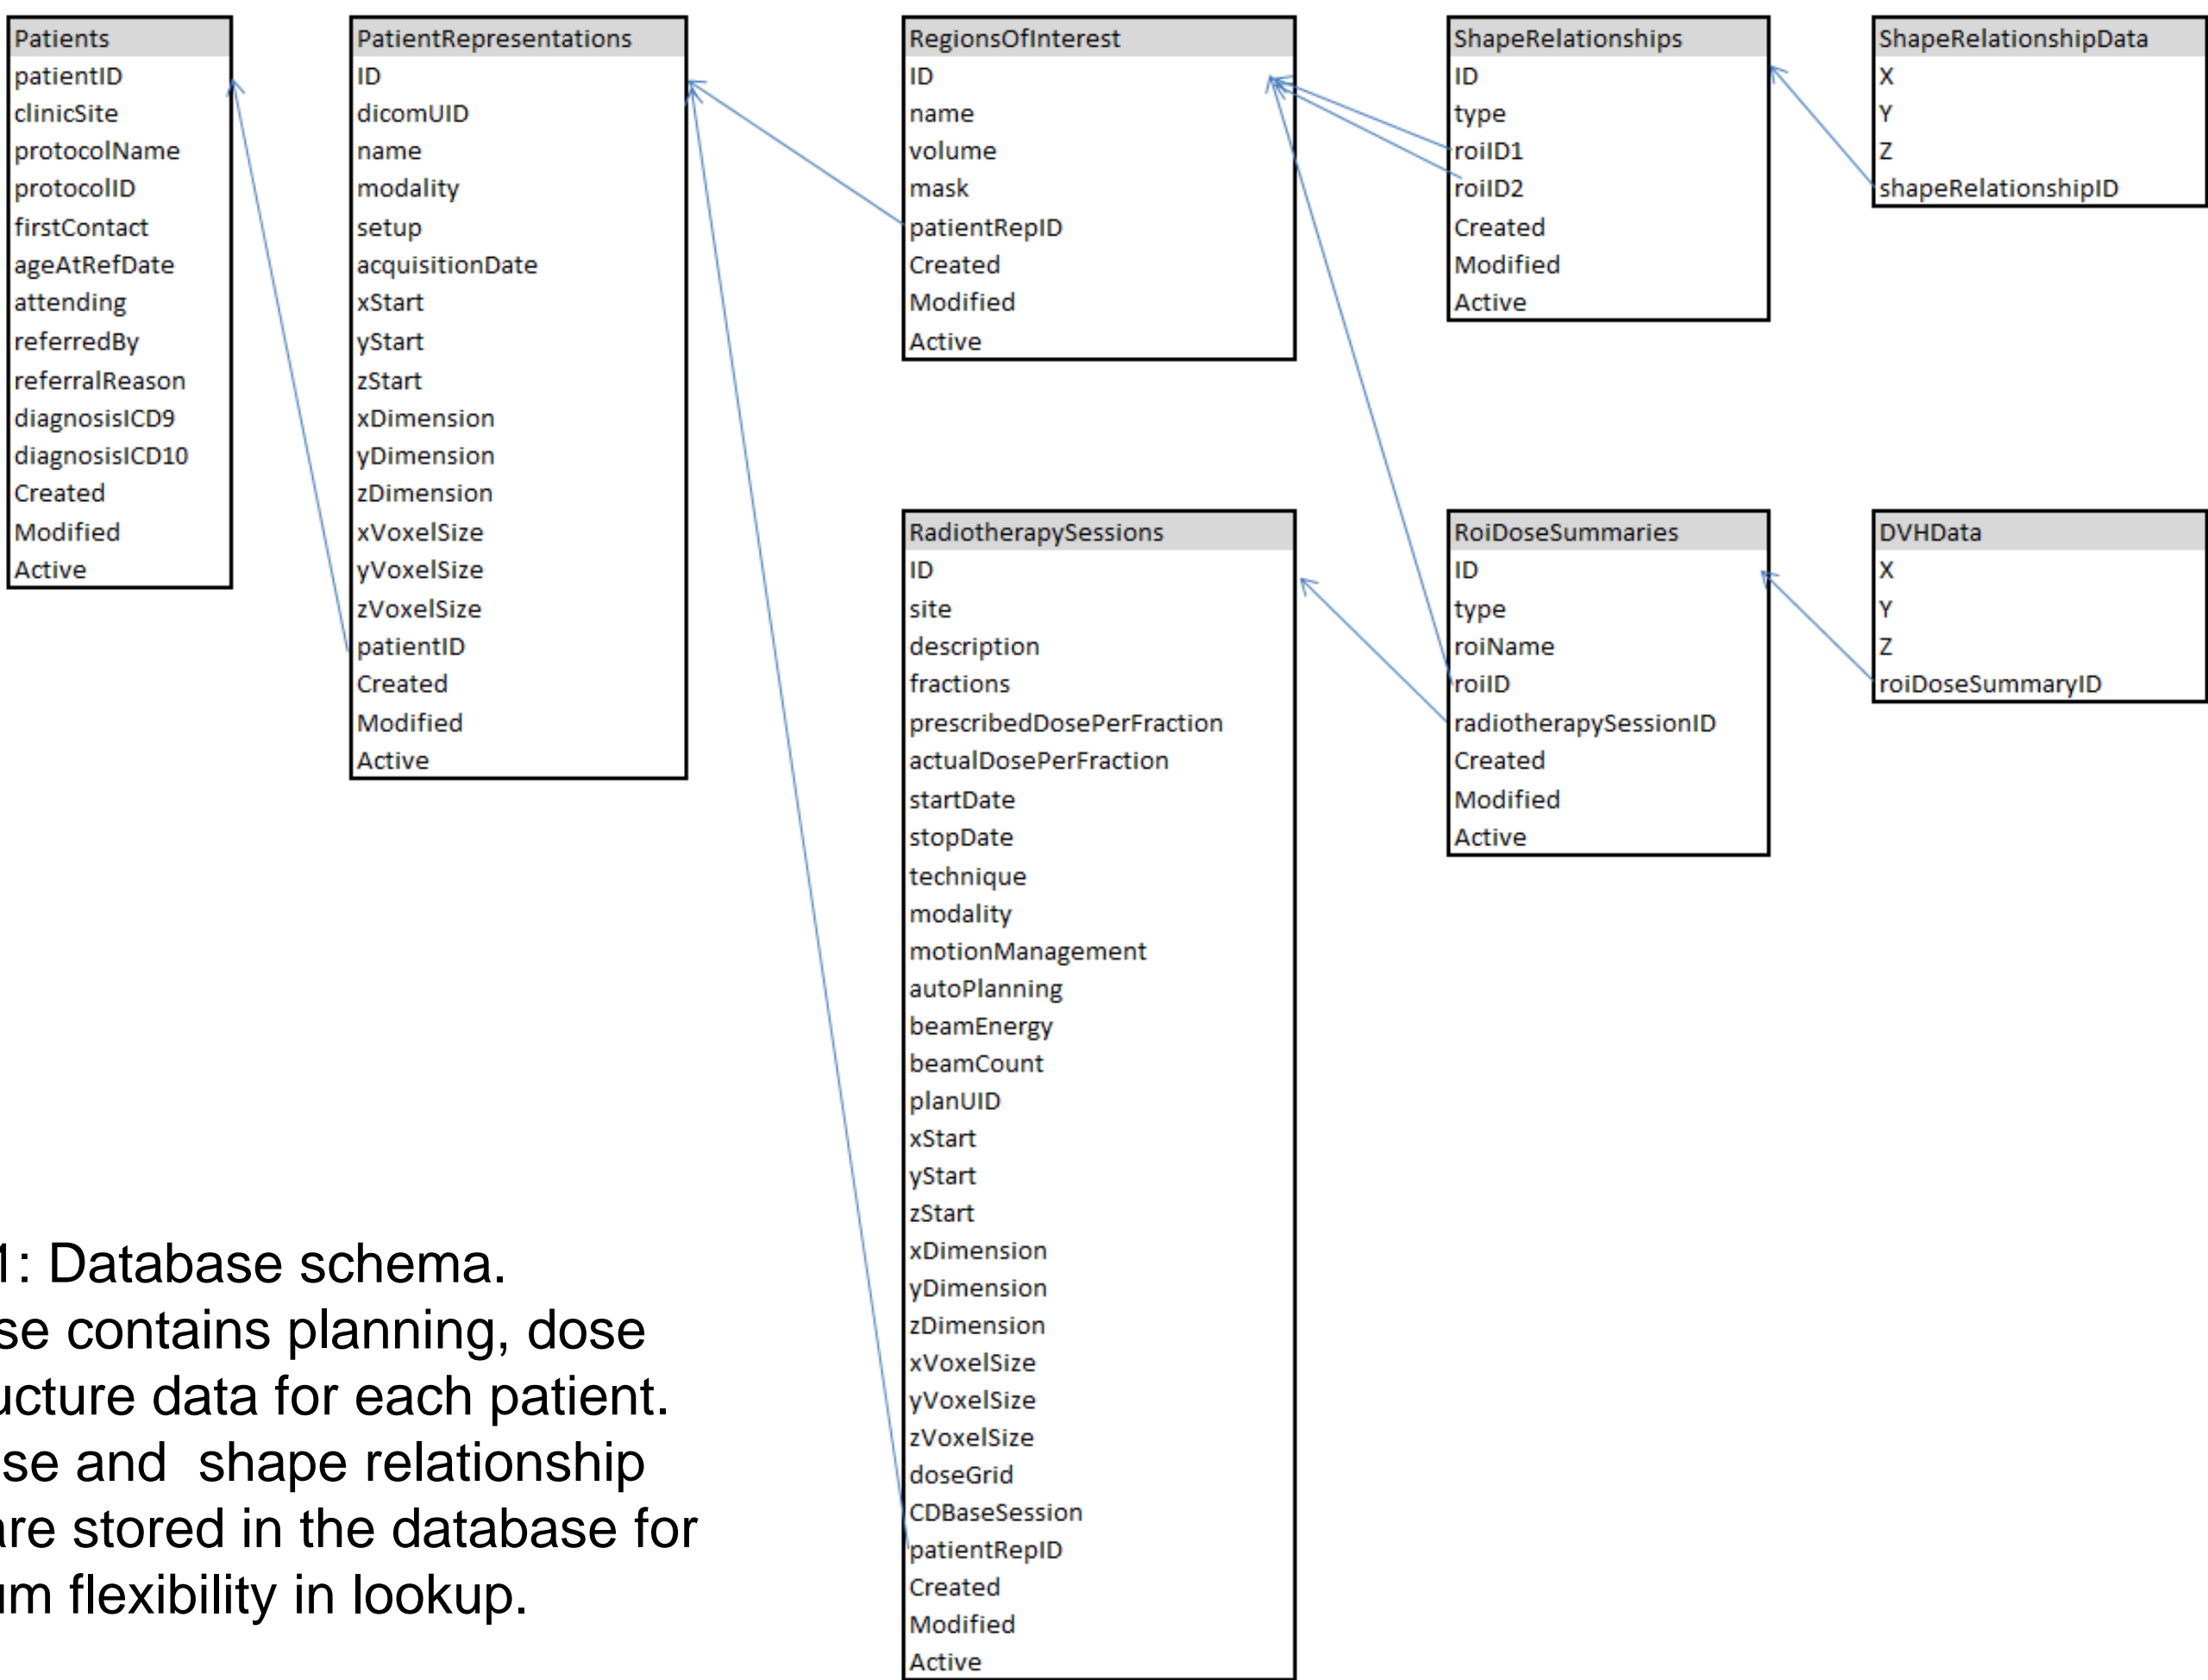 Patients
patientID
clinicSite
protocolName
protocolID
firstContact
ageAtRefDate
attending
referredBy
referralReason
diagnosisICD9
diagnosisICD10
Created
Modified
Active
PatientRepresentations
ID
dicomUID
name
modality
setup
acquisitionDate
xStart
yStart
zStart
xDimension
yDimension
zDimension
xVoxelSize
yVoxelSize
zVoxelSize
patientID
Created
Modified
Active
RegionsOfInterest
ID
name
volume
mask
patientRepID
Created
Modified
Active
ShapeRelationships
ID
type
roiID1
roiID2
Created
Modified
Active
ShapeRelationshipData
X
Y
Z
shapeRelationshipID
RadiotherapySessions
ID
site
description
fractions
prescribedDosePerFraction
actualDosePerFraction
startDate
stopDate
technique
modality
motionManagement
autoPlanning
beamEnergy
beamCount
planUID
xStart
yStart
zStart
xDimension
yDimension
zDimension
xVoxelSize
yVoxelSize
zVoxelSize
doseGrid
CDBaseSession
patientRepID
Created
Modified
Active
RoiDoseSummaries
ID
type
roiName
roiID
radiotherapySessionID
Created
Modified
Active
DVHData
X
Y
Z
roiDoseSummaryID
1: Database schema.
se contains planning, dose
ucture data for each patient.
se and shape relationship
are stored in the database for
um flexibility in lookup.